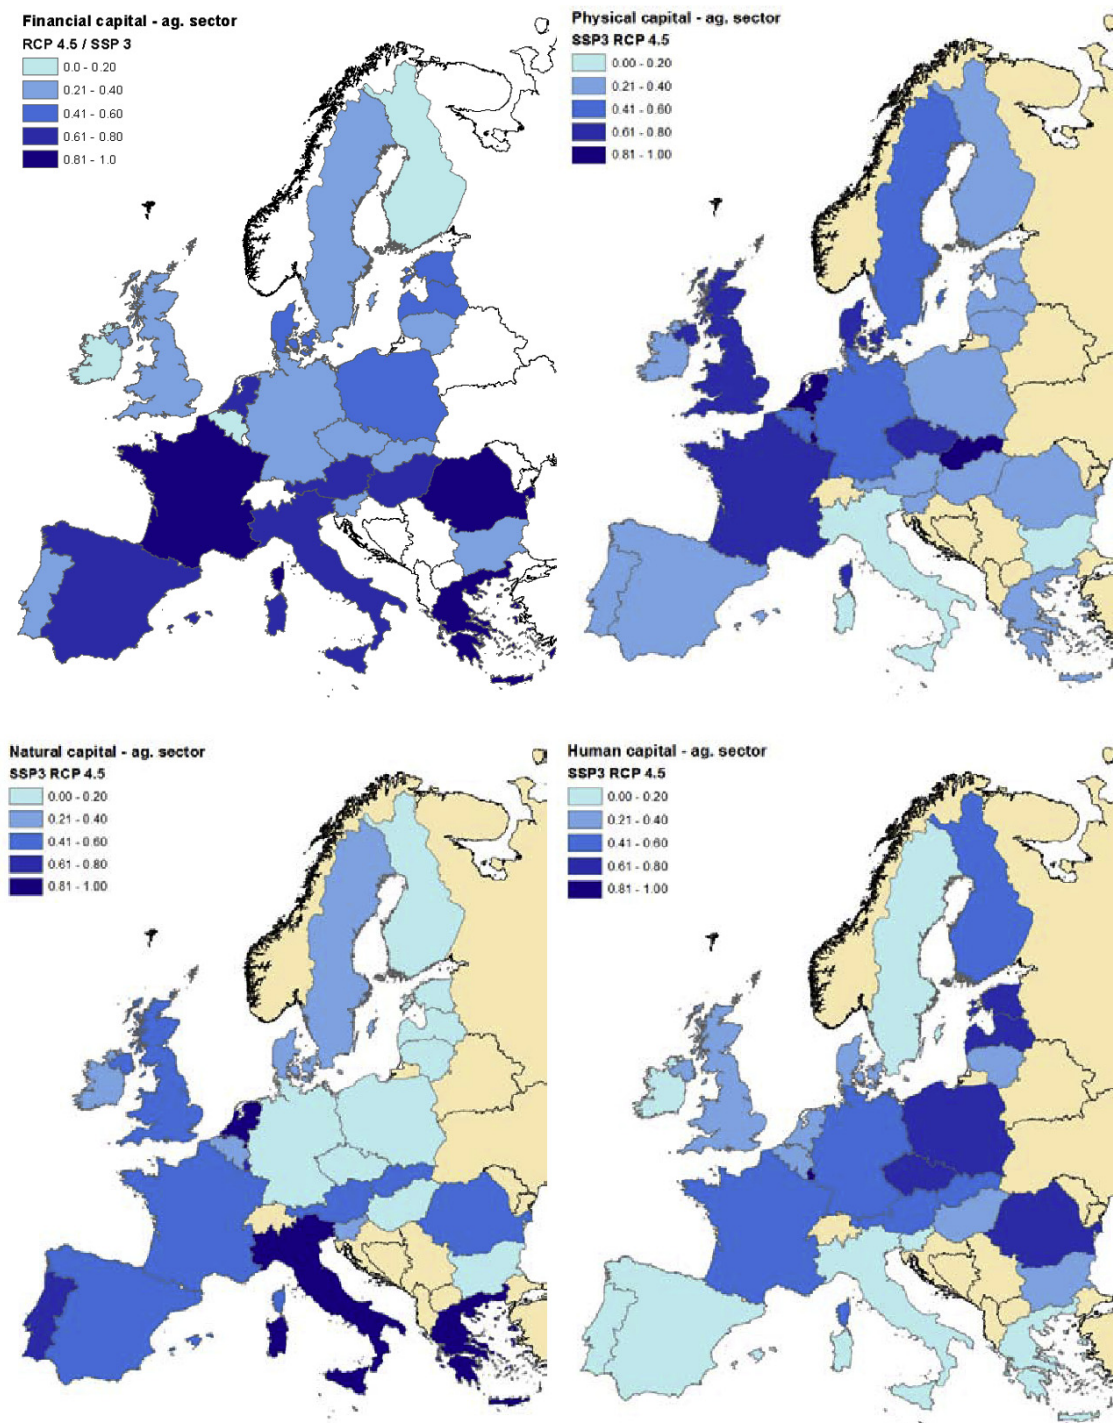 Financial capital - ag. sector
RCP 4.5 / SSP 3
0.0 - 0.20
0.21 - 0.40
0.41 - 0.60
0.61 - 0.80
0.81 - 1.0
Physical capital - ag. sector
SSP3 RCP 4.5
0.00 - 0.20
0.21 - 0.40
0.41 - 0.60
0.61 - 0.80
0.81 - 1.00
Natural capital - ag. sector
SSP3 RCP 4.5
0.00 - 0.20
0.21 - 0.40
0.41 - 0.60
0.61 - 0.80
0.81 - 1.00
Human capital - ag. sector
SSP3 RCP 4.5
0.00 - 0.20
0.21 - 0.40
0.41 - 0.60
0.61 - 0.80
0.81 - 1.00